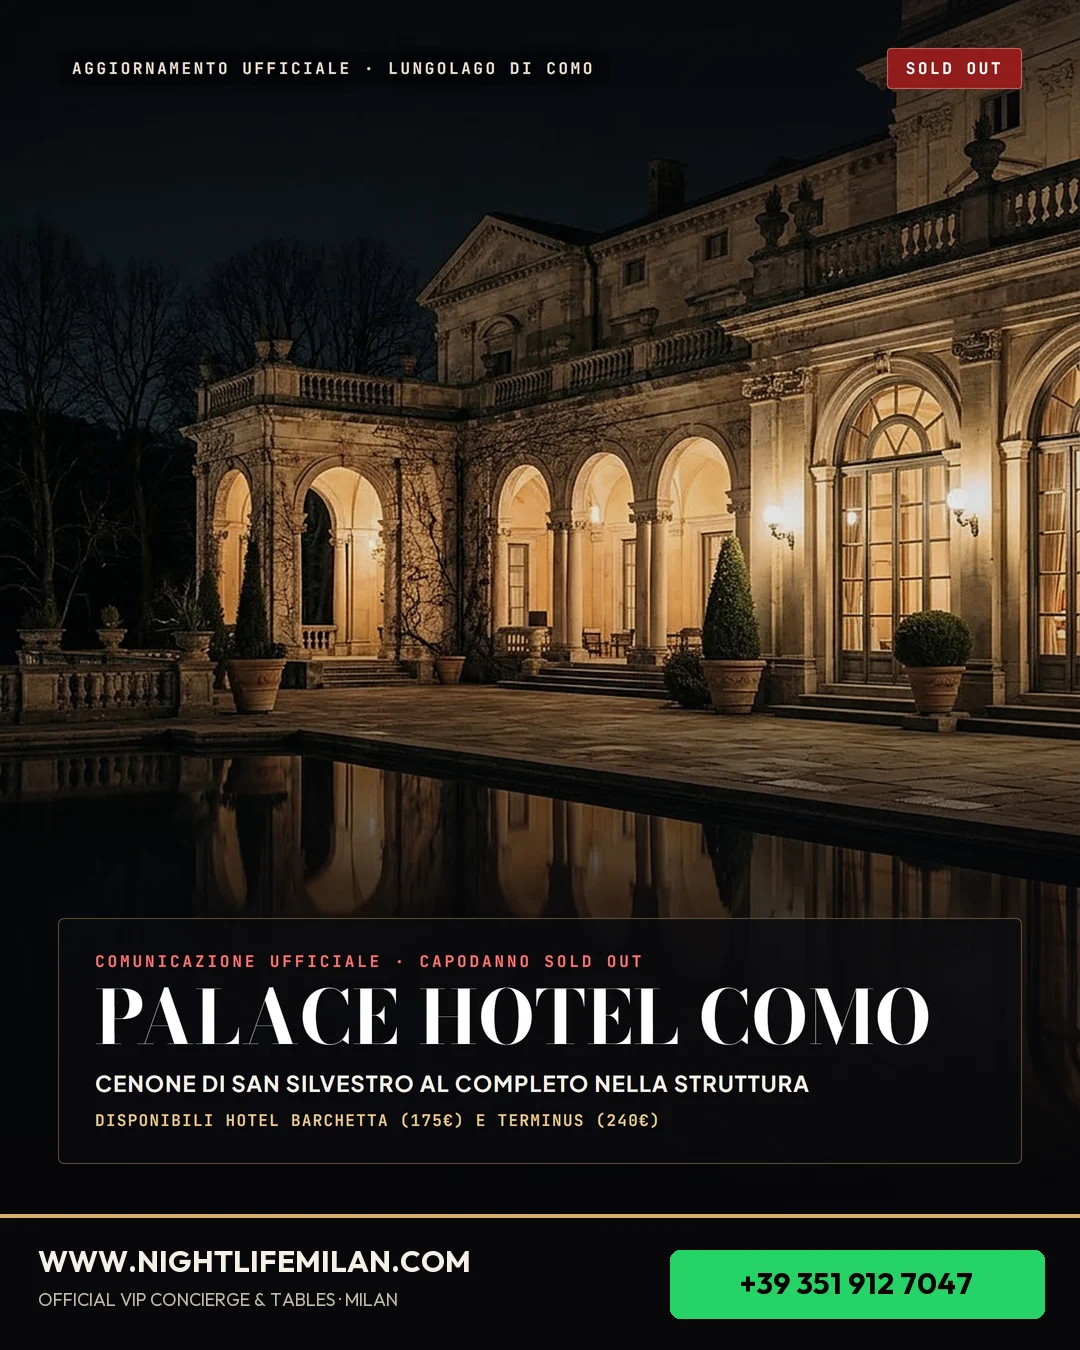 AGGIORNAMENTO UFFICIALE · LUNGOLAGO DI COMO
SOLD OUT
COMUNICAZIONE UFFICIALE · CAPODANNO SOLD OUT
PALACE HOTEL COMO
CENONE DI SAN SILVESTRO AL COMPLETO NELLA STRUTTURA
DISPONIBILI HOTEL BARCHETTA (175€) E TERMINUS (240€)
WWW.NIGHTLIFEMILAN.COM
OFFICIAL VIP CONCIERGE & TABLES · MILAN
+39 351 912 7047